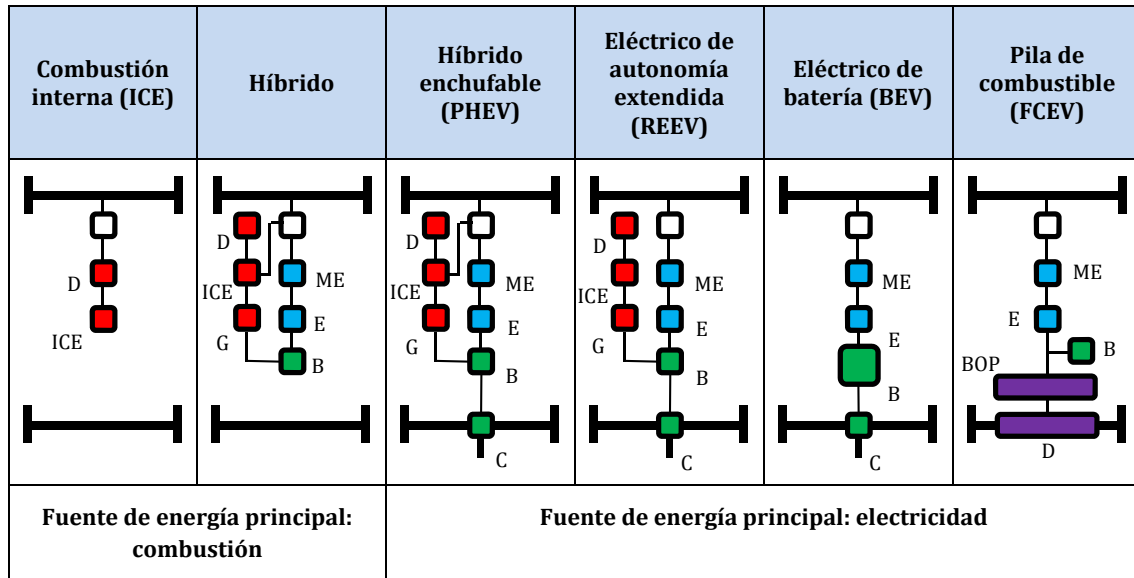 Combustión
interna (ICE)
Híbrido
Híbrido
enchufable
(PHEV)
Eléctrico de
autonomía
extendida
(REEV)
Eléctrico de
batería (BEV)
Pila de
combustible
(FCEV)
D
ICE
D
ICE
ME
G
E
B
D
ICE
ME
G
E
B
C
D
ICE
ME
G
E
B
C
ME
E
B
C
ME
E
B
BOP
D
Fuente de energía principal:
combustión
Fuente de energía principal: electricidad